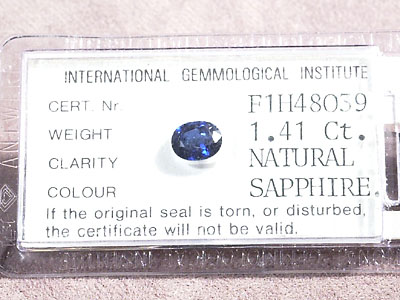 INTERNATIONAL GEMMOLOGICAL INSTITUTE
CERT. Nr. F1H48039
WEIGHT 1.41 Ct.
CLARITY NATURAL
COLOUR SAPPHIRE
If the original seal is torn, or disturbed,
the certificate will not be valid.